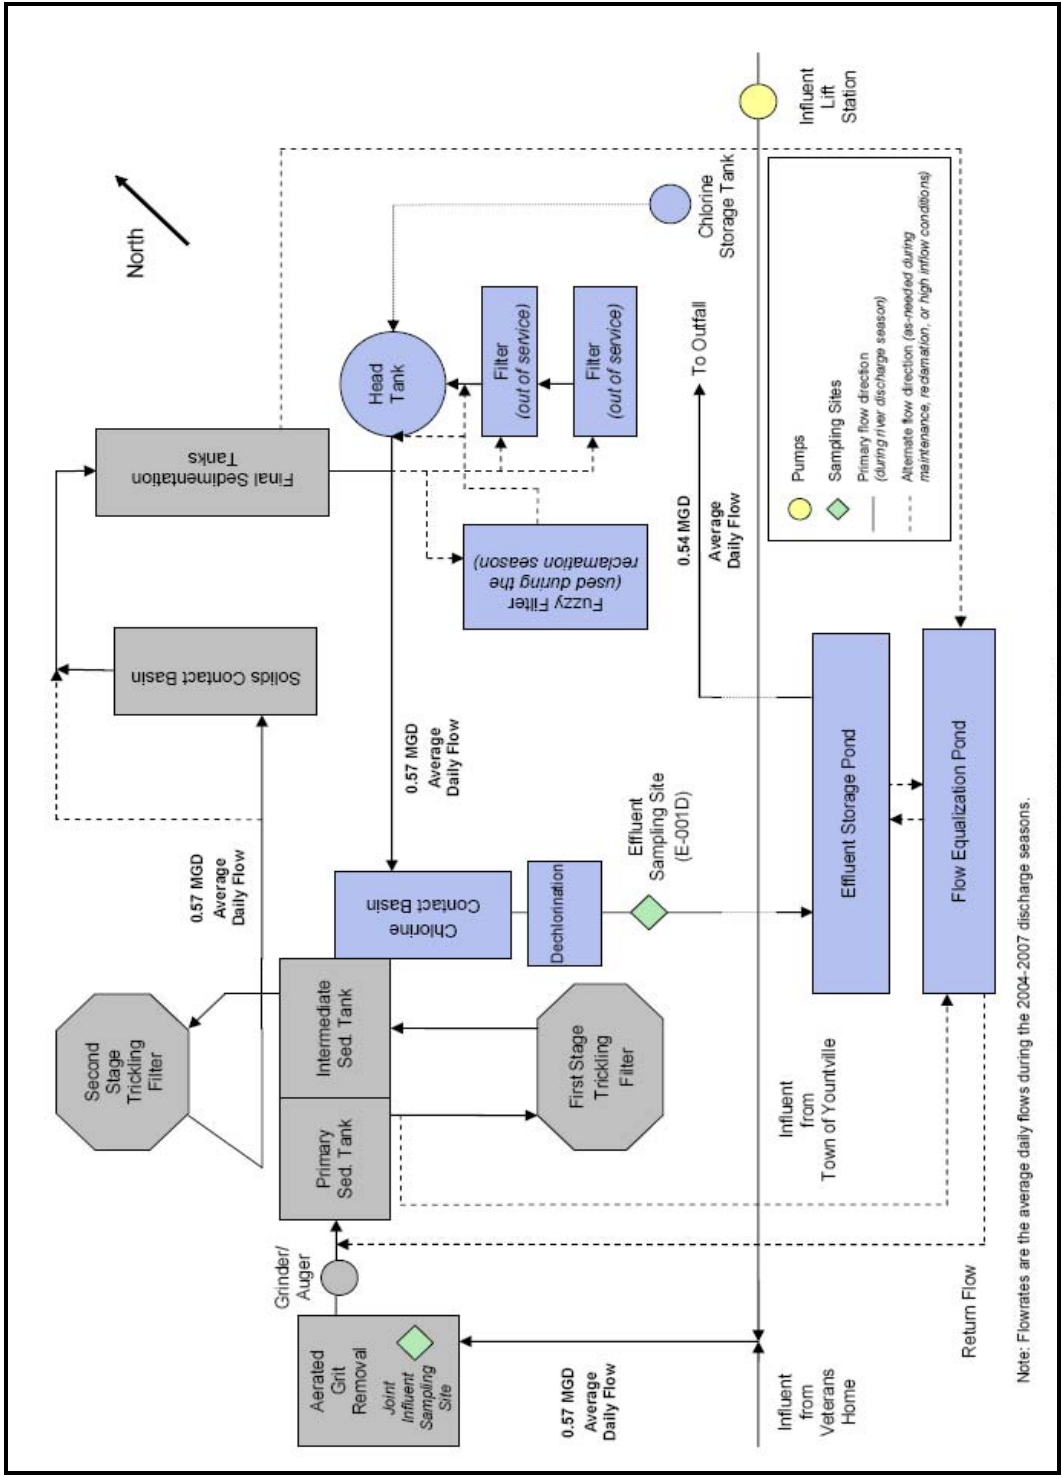 North
Second
Stage
Trickling
Filter
0.57 MGD
Average
Daily Flow
Solids Contact Basin
Final Sedimentation
Tanks
Grinder/
Auger
Aerated
Grit
Removal
Joint
Influent
Sampling
Site
Primary
Sed. Tank
Intermediate
Sed. Tank
Chlorine
Contact Basin
0.57 MGD
Average
Daily Flow
Head
Tank
Fuzzy Filter
(used during the
reclamation season)
Filter
(out of service)
Filter
(out of service)
Chlorine
Storage Tank
First Stage
Trickling
Filter
Dechlorination
Effluent
Sampling Site
(E-001D)
0.54 MGD
Average
Daily Flow
To Outfall
0.57 MGD
Average
Daily Flow
Influent
from
Veterans
Home
Influent
from
Town of Yountville
Influent
Lift
Station
Effluent Storage Pond
Flow Equalization Pond
Return Flow
Pumps
Sampling Sites
Primary flow direction
(during river discharge season)
Alternate flow direction (as-needed during
maintenance, reclamation, or high inflow conditions)
Note: Flowrates are the average daily flows during the 2004-2007 discharge seasons.